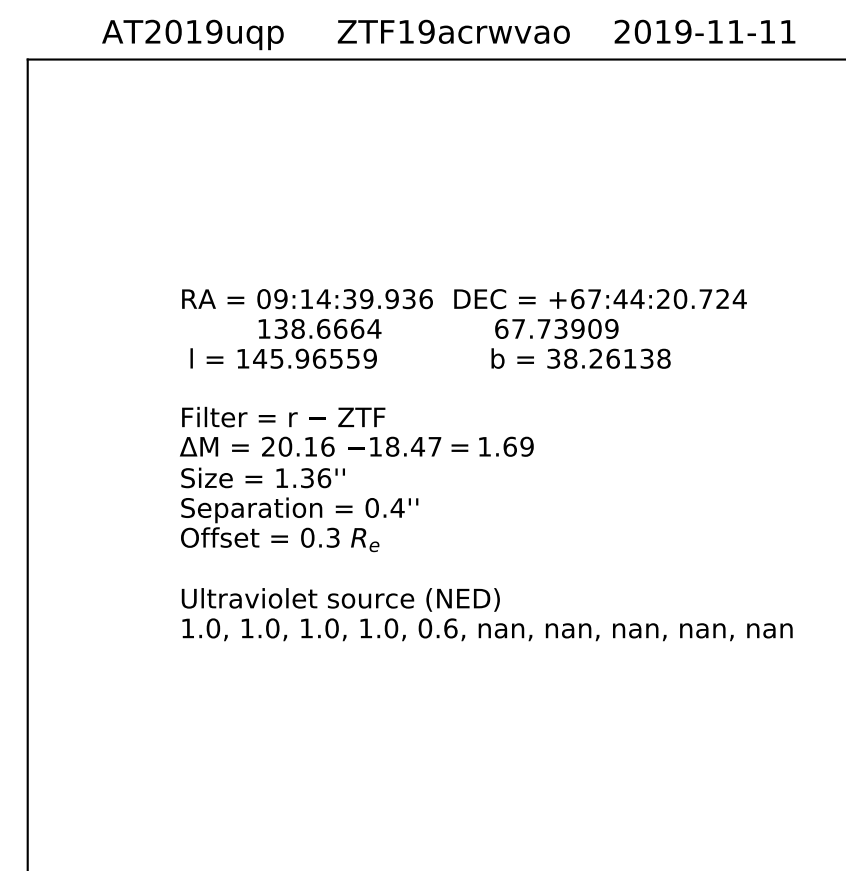 AT2019uqp ZTF19acrwvao 2019-11-11
RA = 09:14:39.936 DEC = +67:44:20.724
138.6664 67.73909
l = 145.96559 b = 38.26138
Filter = r − ZTF
ΔM = 20.16 −18.47 = 1.69
Size = 1.36''
Separation = 0.4''
Offset = 0.3 Re
Ultraviolet source (NED)
1.0, 1.0, 1.0, 1.0, 0.6, nan, nan, nan, nan, nan